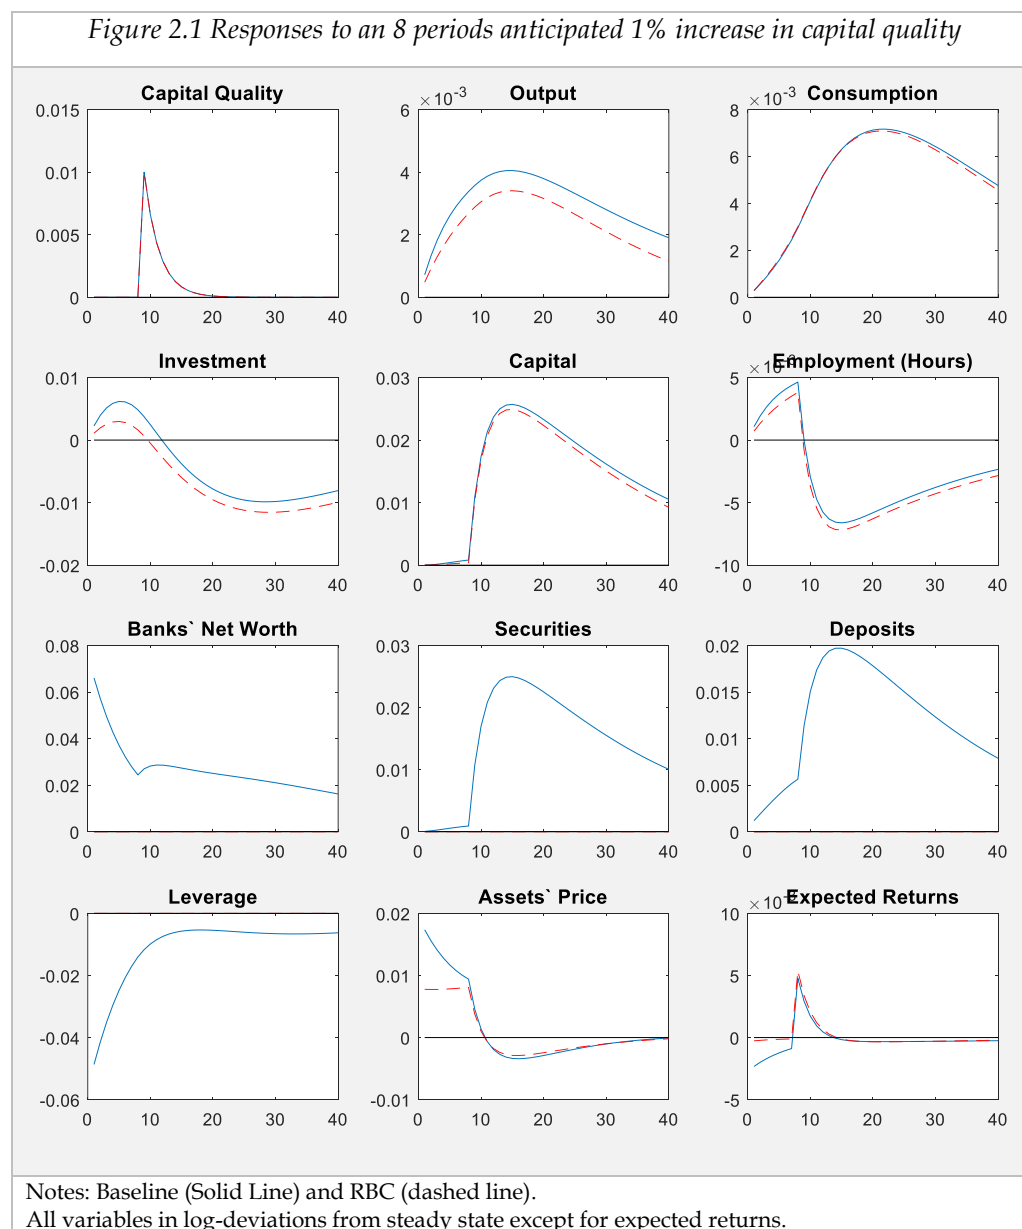 Figure 2.1 Responses to an 8 periods anticipated 1% increase in capital quality
Capital Quality
0.015
0.01
0.005
0
0 10 20 30 40
Output
×10-3
6
4
2
0
0 10 20 30 40
Consumption
×10-3
8
6
4
2
0
0 10 20 30 40
Investment
0.01
0
-0.01
-0.02
0 10 20 30 40
Capital
0.03
0.02
0.01
0
0 10 20 30 40
Employment (Hours)
5
0
-5
-10
0 10 20 30 40
Banks` Net Worth
0.08
0.06
0.04
0.02
0
0 10 20 30 40
Securities
0.03
0.02
0.01
0
0 10 20 30 40
Deposits
0.02
0.015
0.01
0.005
0
0 10 20 30 40
Leverage
0
-0.02
-0.04
-0.06
0 10 20 30 40
Assets` Price
0.02
0.01
0
-0.01
0 10 20 30 40
Expected Returns
10
5
0
-5
0 10 20 30 40
Notes: Baseline (Solid Line) and RBC (dashed line).
All variables in log-deviations from steady state except for expected returns.